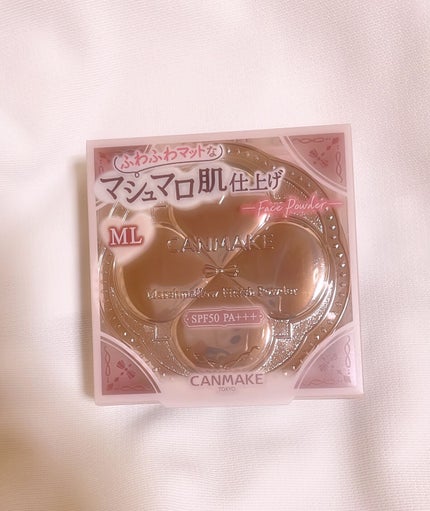 ふわふわマットな
マシュマロ肌仕上げ
Face Powder
ML
CANMAKE
Marshmallow Finish Powder
SPF50 PA+++
CANMAKE
TOKYO